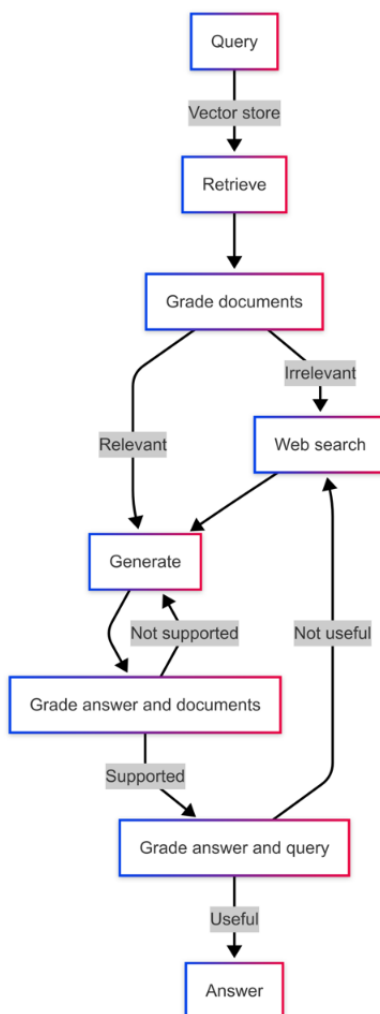 Query
Vector store
Retrieve
Grade documents
Irrelevant
Relevant
Web search
Generate
Not supported
Not useful
Grade answer and documents
Supported
Grade answer and query
Useful
Answer